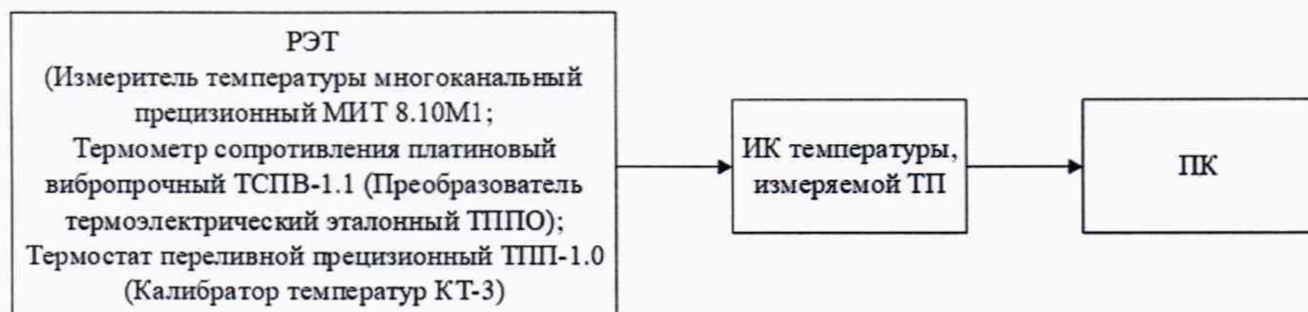 РЭТ
(Измеритель температуры многоканальный
прецизионный МИТ 8.10М1;
Термометр сопротивления платиновый
вибропрочный ТСПВ-1.1 (Преобразователь
термоэлектрический эталонный ТППО);
Термостат переливной прецизионный ТПП-1.0
(Калибратор температур КТ-3)
ИК температуры,
измеряемой ТП
ПК